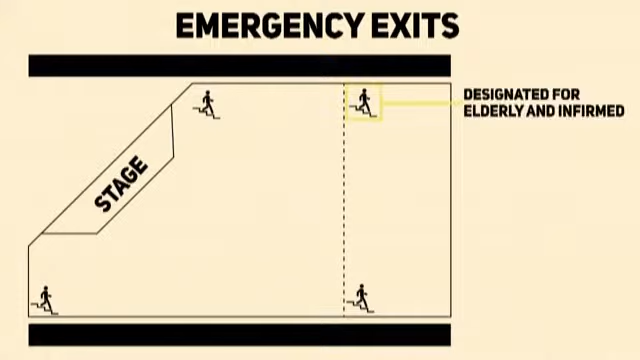 EMERGENCY EXITS
DESIGNATED FOR
ELDERLY AND INFIRMED
STAGE